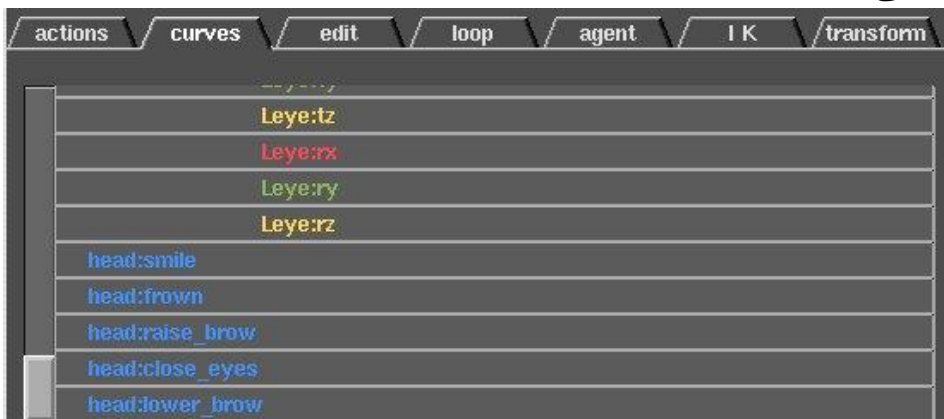 actions curves edit loop agent I K transform
Leye:tz
Leye:rx
Leye:ry
Leye:rz
head:smile
head:frown
head:raise_brow
head:close_eyes
head:lower_brow